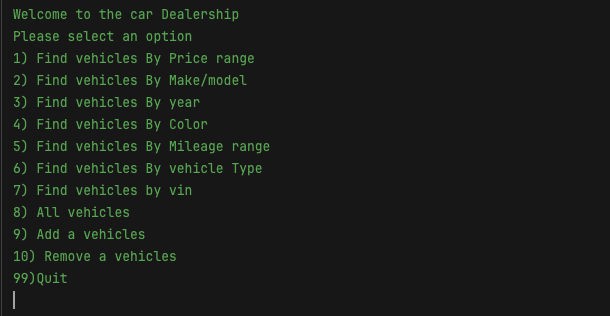 Welcome to the car Dealership
Please select an option
1) Find vehicles By Price range
2) Find vehicles By Make/model
3) Find vehicles By year
4) Find vehicles By Color
5) Find vehicles By Mileage range
6) Find vehicles By vehicle Type
7) Find vehicles by vin
8) All vehicles
9) Add a vehicles
10) Remove a vehicles
99)Quit